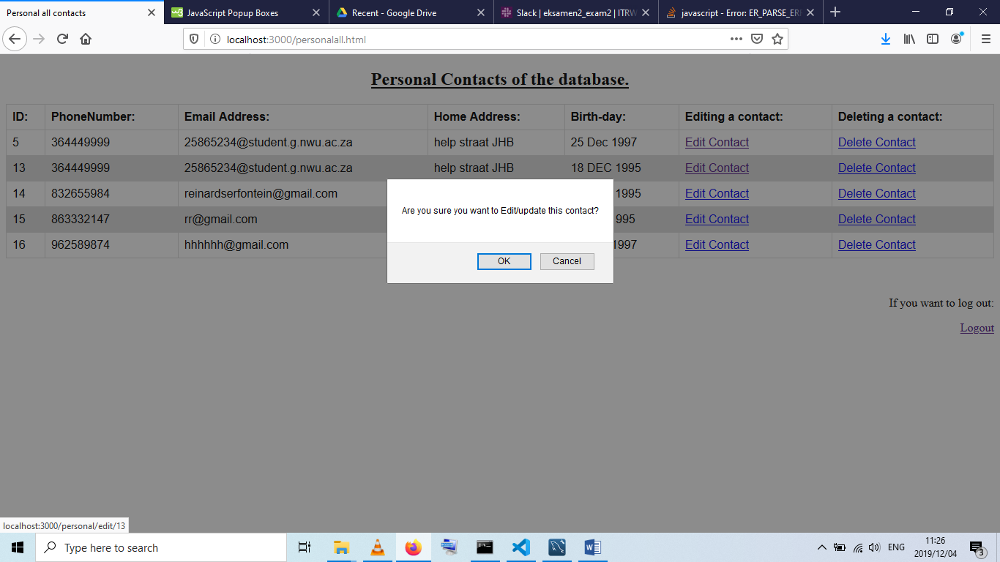 Personal all contacts
JavaScript Popup Boxes
Recent - Google Drive
Slack | eksamen2_exam2 | ITRW
javascript - Error: ER_PARSE_ERR
localhost:3000/personalall.html
Personal Contacts of the database.
ID: PhoneNumber: Email Address: Home Address: Birth-day: Editing a contact: Deleting a contact:
5 364449999 25865234@student.g.nwu.ac.za help straat JHB 25 Dec 1997 Edit Contact Delete Contact
13 364449999 25865234@student.g.nwu.ac.za help straat JHB 18 DEC 1995 Edit Contact Delete Contact
14 832655984 reinardserfontein@gmail.com 1995 Edit Contact Delete Contact
15 863332147 rr@gmail.com 995 Edit Contact Delete Contact
16 962589874 hhhhhh@gmail.com 1997 Edit Contact Delete Contact
Are you sure you want to Edit/update this contact?
OK Cancel
If you want to log out:
Logout
localhost:3000/personal/edit/13
Type here to search
ENG
11:26
2019/12/04
3